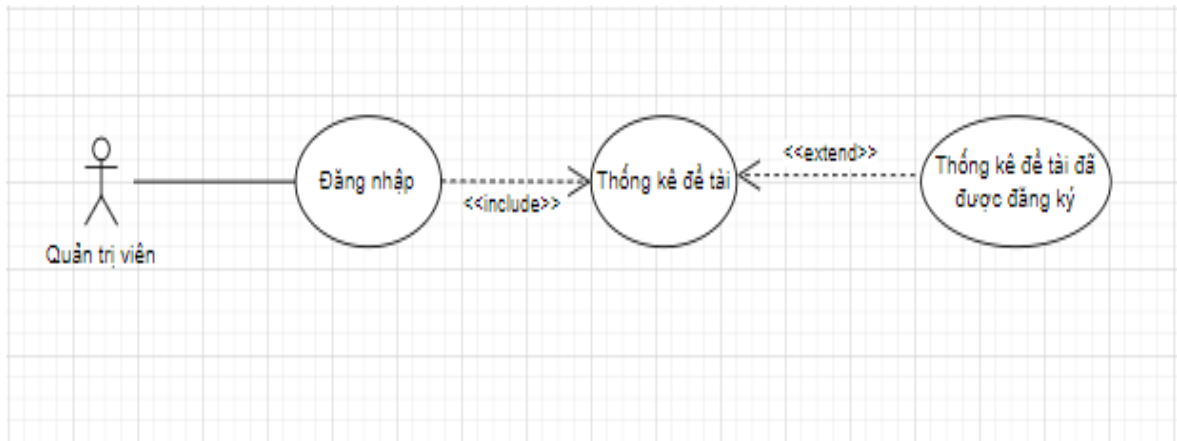 Quản trị viên
Đăng nhập
<<include>>
Thống kê đề tài
<<extend>>
Thống kê đề tài đã
được đăng ký